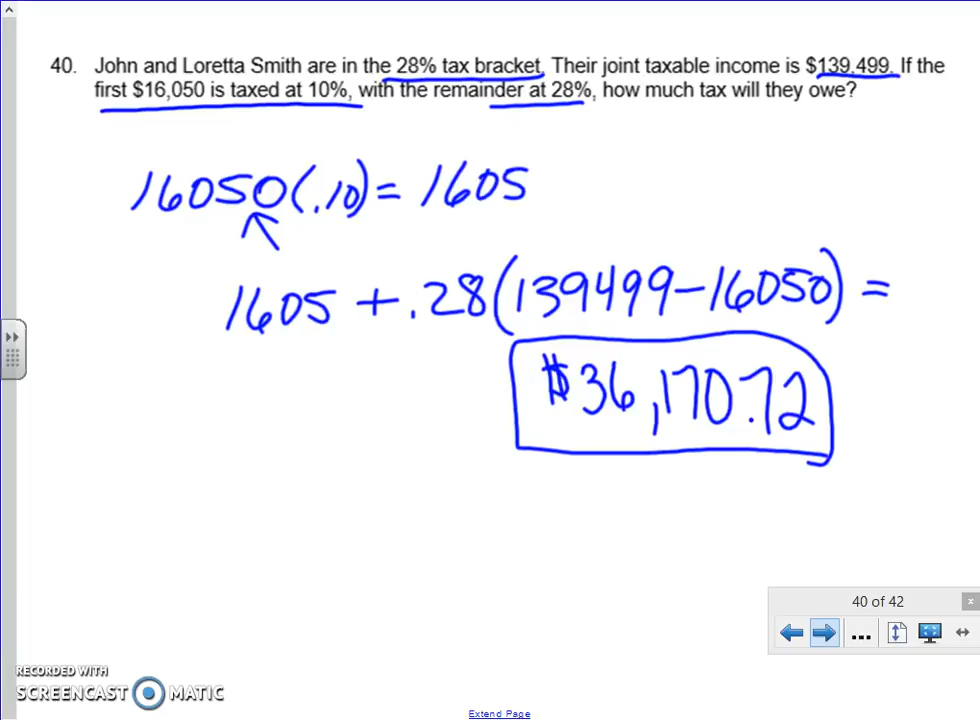 40. John and Loretta Smith are in the 28% tax bracket. Their joint taxable income is $139,499. If the
first $16,050 is taxed at 10%, with the remainder at 28%, how much tax will they owe?
16050(.10)= 1605
1605 + .28(139499-16050) =
$36,170.72
40 of 42
x
...
RECORDED WITH
SCREENCAST MATIC
Extend Page